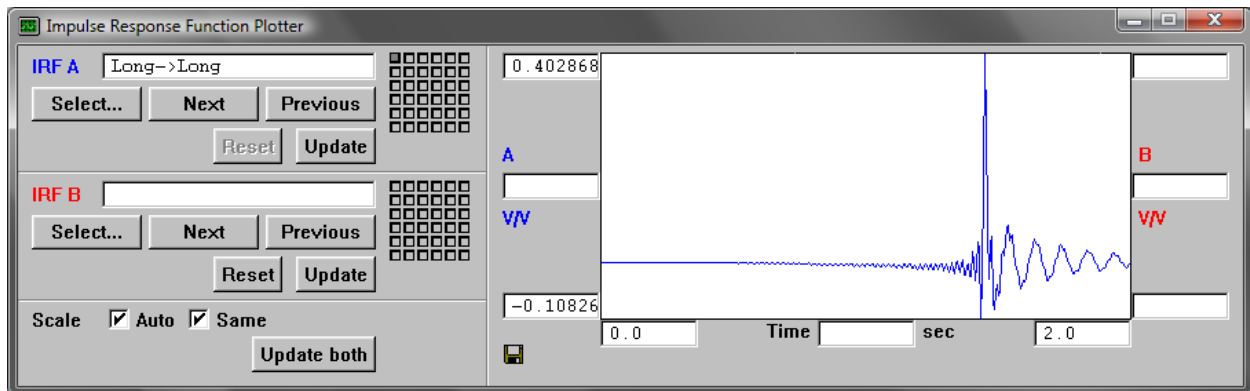 Impulse Response Function Plotter
IRF A Long->Long
Select... Next Previous
Reset Update
IRF B
Select... Next Previous
Reset Update
Scale Auto Same
Update both
0.402868
A B
V/V V/V
-0.10826
0.0 Time sec 2.0